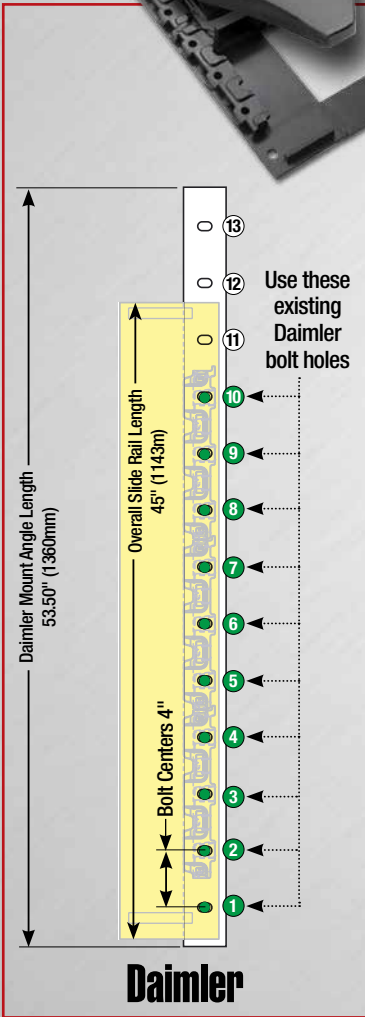 13
12
11
Use these
existing
Daimler
bolt holes
10
9
8
7
6
5
4
3
2
1
Daimler Mount Angle Length
53.50" (1360mm)
Overall Slide Rail Length
45" (1143m)
Bolt Centers 4"
Daimler